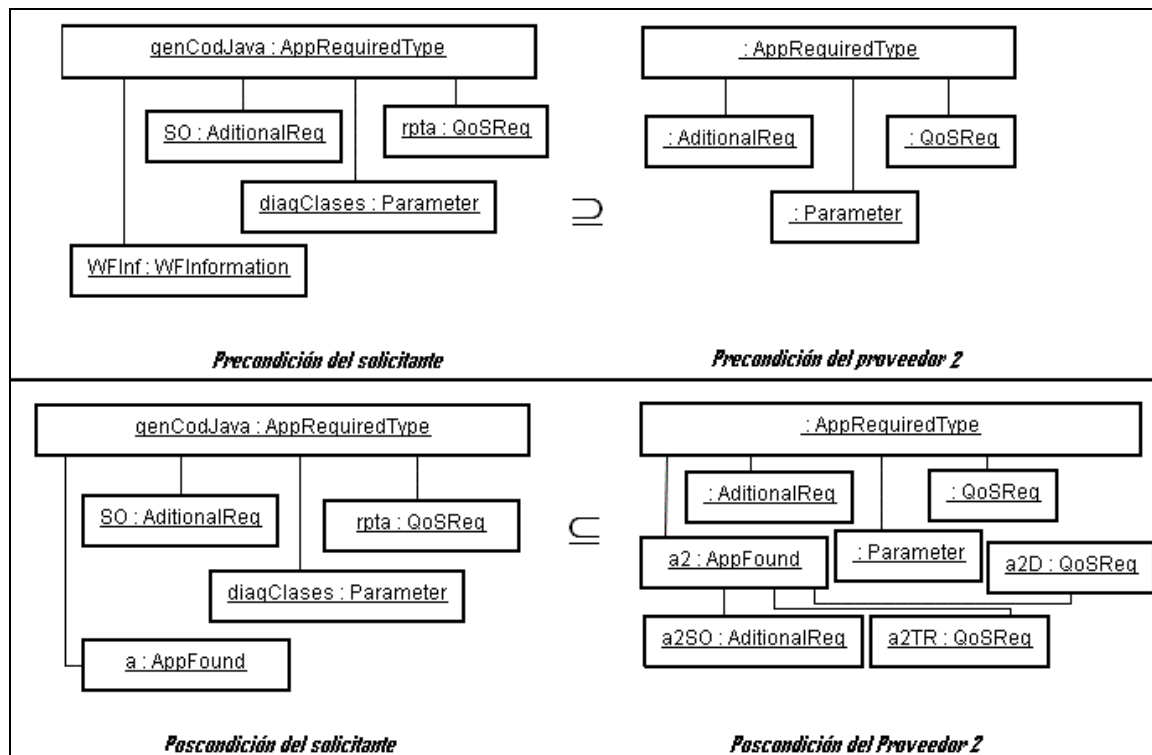 genCodJava : AppRequiredType
SO : AditionalReq
rpta : QoSReq
diagClases : Parameter
WFInf : WFInformation
⊇
: AppRequiredType
: AditionalReq
: QoSReq
: Parameter
Precondición del solicitante
Precondición del proveedor 2
genCodJava : AppRequiredType
SO : AditionalReq
rpta : QoSReq
diagClases : Parameter
a : AppFound
⊆
: AppRequiredType
: AditionalReq
: QoSReq
a2 : AppFound
: Parameter
a2D : QoSReq
a2SO : AditionalReq
a2TR : QoSReq
Poscondición del solicitante
Poscondición del Proveedor 2